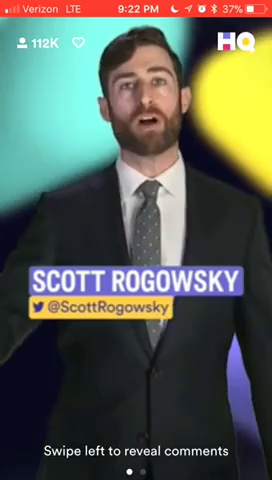 Verizon LTE 9:22 PM 37%
112K HQ
SCOTT ROGOWSKY
@ScottRogowsky
Swipe left to reveal comments